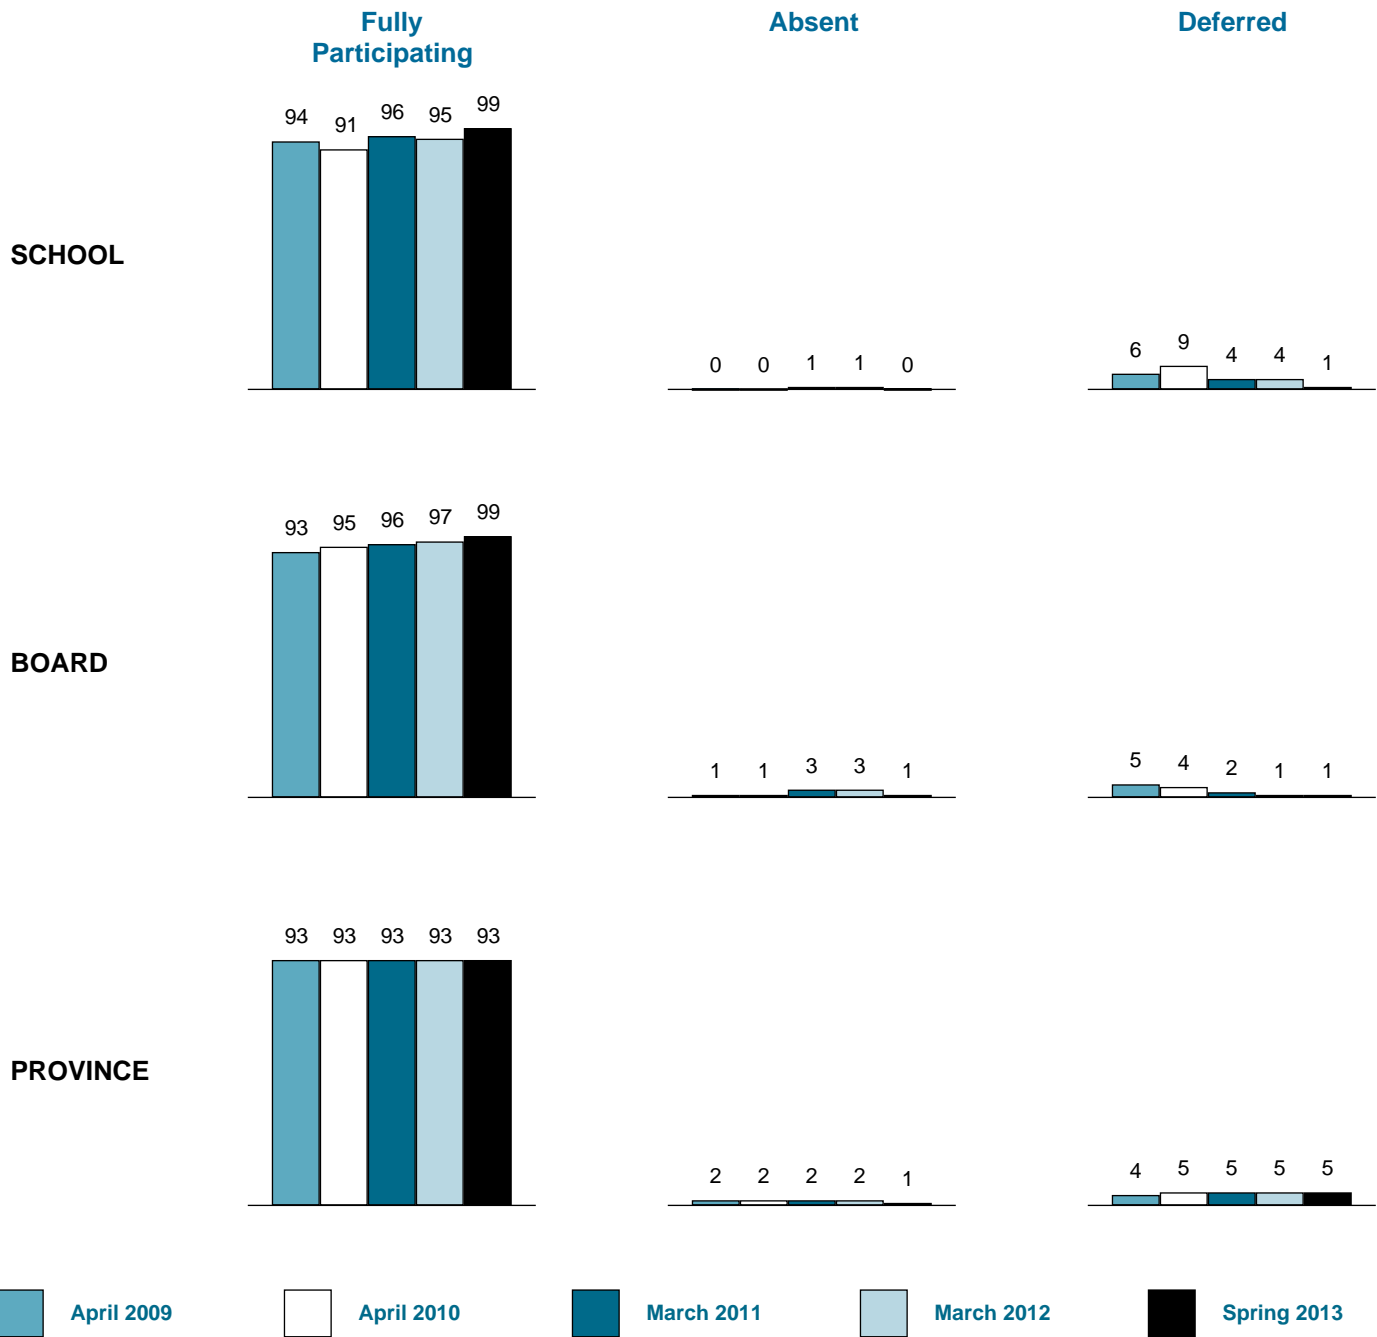 Fully
Participating
Absent
Deferred
SCHOOL
94 91 96 95 99
0 0 1 1 0
6 9 4 4 1
BOARD
93 95 96 97 99
1 1 3 3 1
5 4 2 1 1
PROVINCE
93 93 93 93 93
2 2 2 2 1
4 5 5 5 5
April 2009
April 2010
March 2011
March 2012
Spring 2013